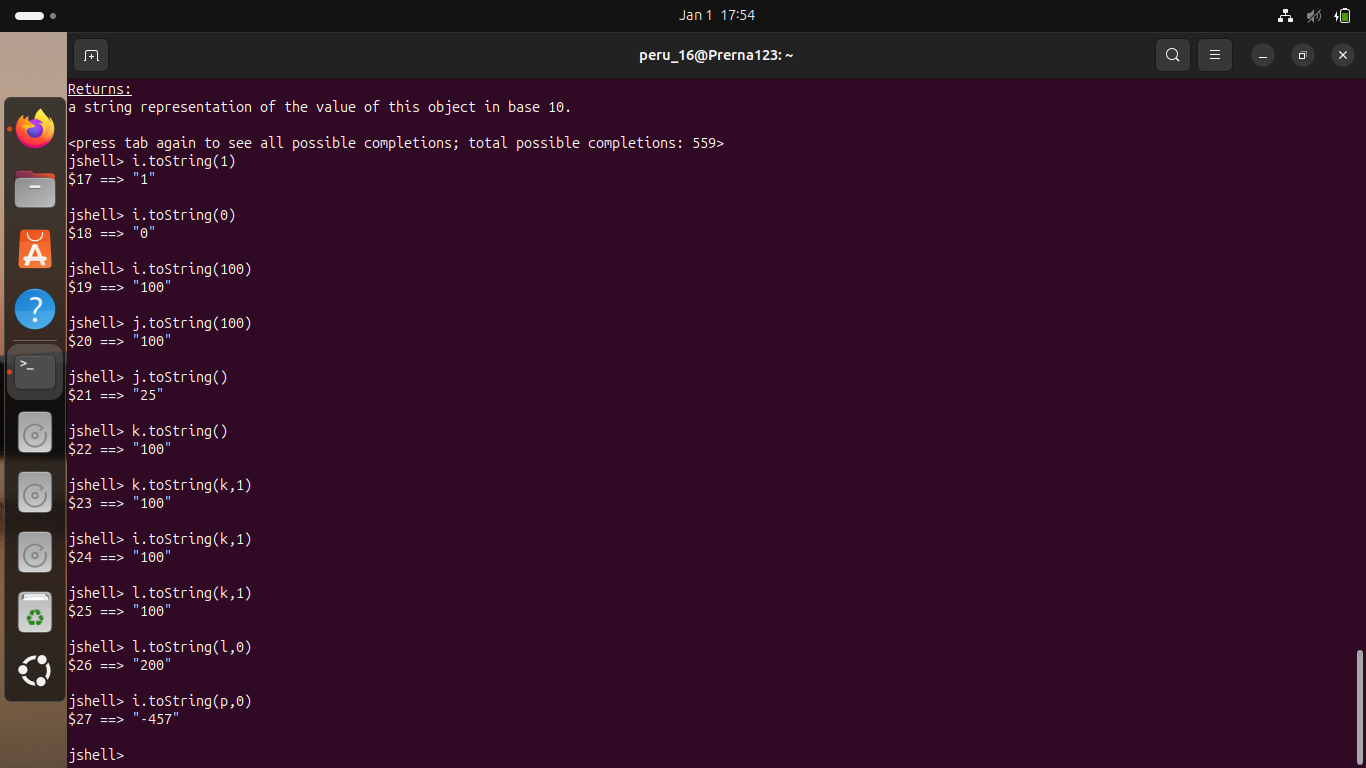 Jan 1 17:54
peru_16@Prerna123: ~
Returns:
a string representation of the value of this object in base 10.
<press tab again to see all possible completions; total possible completions: 559>
jshell> i.toString(1)
$17 ==> "1"
jshell> i.toString(0)
$18 ==> "0"
jshell> i.toString(100)
$19 ==> "100"
jshell> j.toString(100)
$20 ==> "100"
jshell> j.toString()
$21 ==> "25"
jshell> k.toString()
$22 ==> "100"
jshell> k.toString(k,1)
$23 ==> "100"
jshell> i.toString(k,1)
$24 ==> "100"
jshell> l.toString(k,1)
$25 ==> "100"
jshell> l.toString(l,0)
$26 ==> "200"
jshell> i.toString(p,0)
$27 ==> "-457"
jshell>